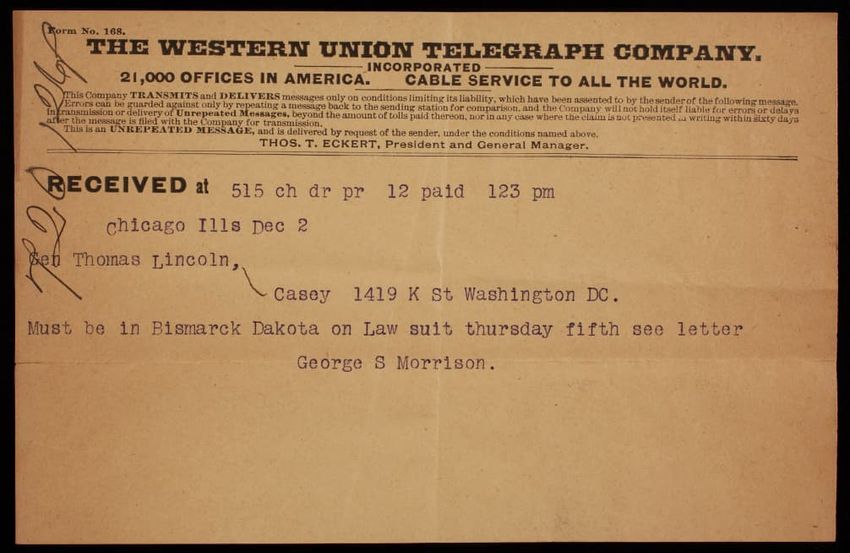 Form No. 168.
THE WESTERN UNION TELEGRAPH COMPANY.
INCORPORATED
21,000 OFFICES IN AMERICA. CABLE SERVICE TO ALL THE WORLD.
This Company TRANSMITS and DELIVERS messages only on conditions limiting its liability, which have been assented to by the sender of the following message.
Errors can be guarded against only by repeating a message back to the sending station for comparison, and the Company will not hold itself liable for errors or delays
in transmission or delivery of Unrepeated Messages, beyond the amount of tolls paid thereon, nor in any case where the claim is not presented in writing within sixty days
after the message is filed with the Company for transmission.
This is an UNREPEATED MESSAGE, and is delivered by request of the sender, under the conditions named above.
THOS. T. ECKERT, President and General Manager.
RECEIVED at 515 ch dr pr 12 paid 123 pm
Chicago Ills Dec 2
Gen Thomas Lincoln,
Casey 1419 K St Washington DC.
Must be in Bismarck Dakota on Law suit thursday fifth see letter
George S Morrison.